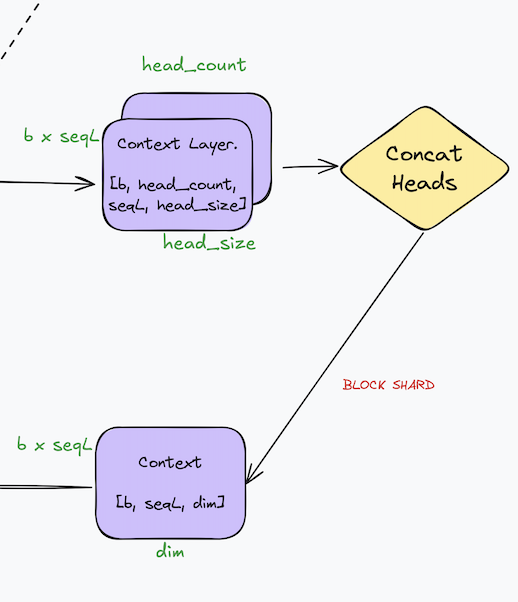 head_count
b x seqL
Context Layer.
[b, head_count,
seqL, head_size]
head_size
Concat
Heads
BLOCK SHARD
b x seqL
Context
[b, seqL, dim]
dim